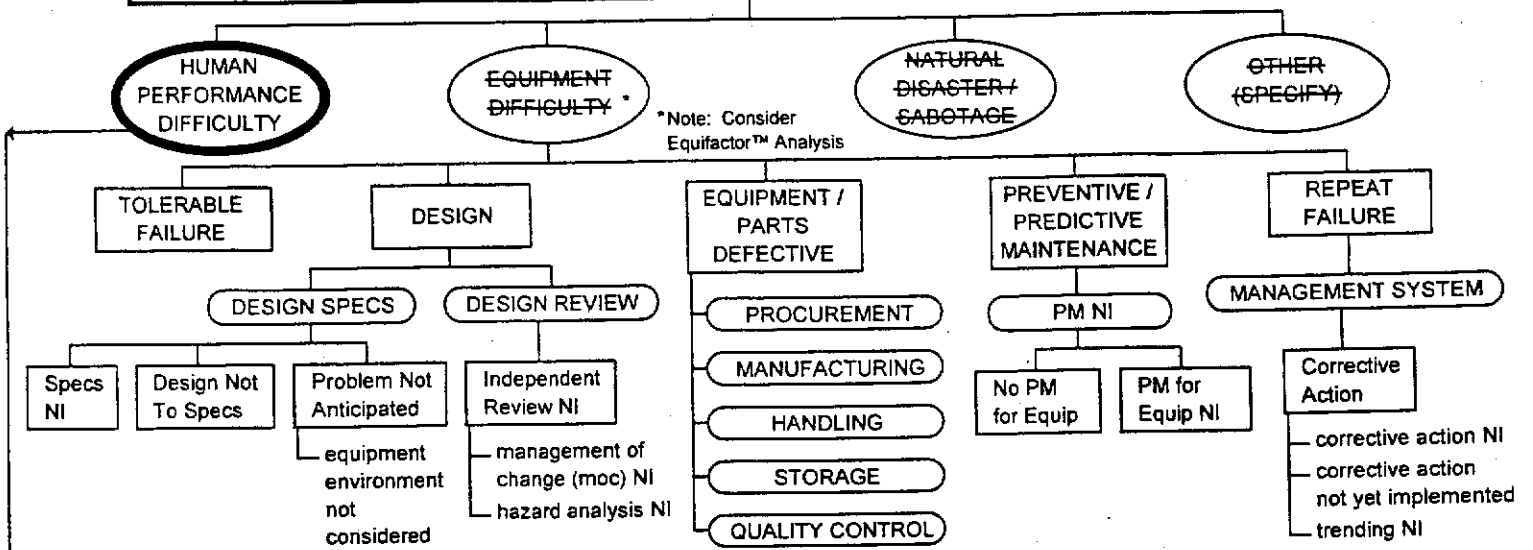 HUMAN
PERFORMANCE
DIFFICULTY
EQUIPMENT
DIFFICULTY *
NATURAL
DISASTER /
SABOTAGE
OTHER
(SPECIFY)
*Note: Consider
Equifactor™ Analysis
TOLERABLE
FAILURE
DESIGN
EQUIPMENT /
PARTS
DEFECTIVE
PREVENTIVE /
PREDICTIVE
MAINTENANCE
REPEAT
FAILURE
DESIGN SPECS
DESIGN REVIEW
Specs
NI
Design Not
To Specs
Problem Not
Anticipated
equipment
environment
not
considered
Independent
Review NI
management of
change (moc) NI
hazard analysis NI
PROCUREMENT
MANUFACTURING
HANDLING
STORAGE
QUALITY CONTROL
PM NI
No PM
for Equip
PM for
Equip NI
MANAGEMENT SYSTEM
Corrective
Action
corrective action NI
corrective action
not yet implemented
trending NI